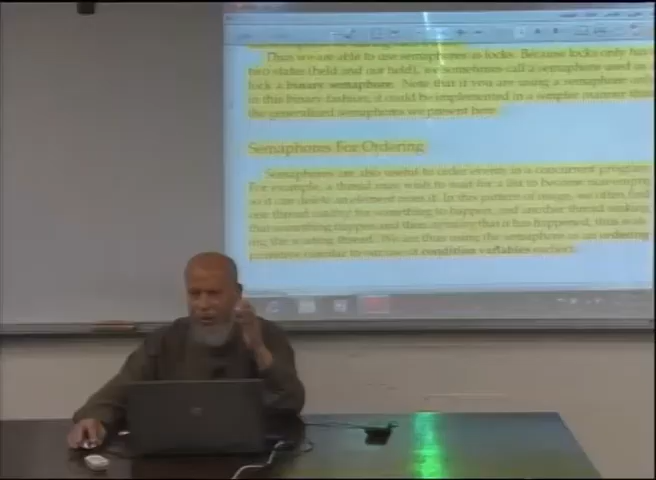 Thus we are able to use semaphores as locks. Because locks only have
two states (held and not held), we sometimes call a semaphore used as a
lock a binary semaphore. Note that if you are using a semaphore only
in this binary fashion, it could be implemented in a simpler manner than
the generalized semaphores we present here.
Semaphores For Ordering
Semaphores are also useful to order events in a concurrent program.
For example, a thread may wish to wait for a list to become non-empty,
so it can delete an element from it. In this pattern of usage, we often find
one thread waiting for something to happen, and another thread making
that something happen and then signaling that it has happened, thus wak-
ing the waiting thread. We are thus using the semaphore as an ordering
primitive (similar to our use of condition variables earlier).